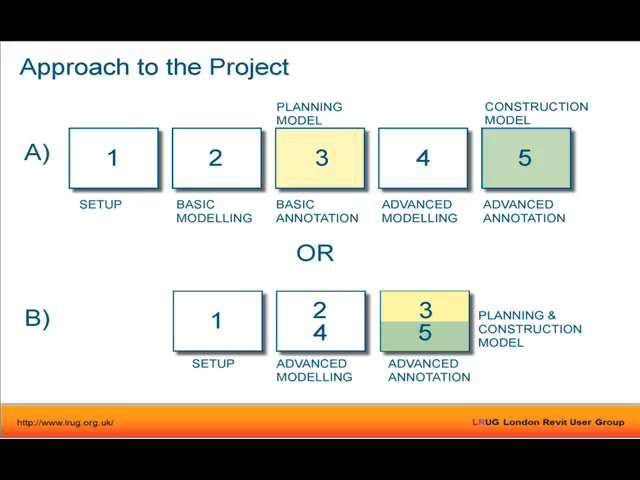 Approach to the Project
PLANNING
MODEL
CONSTRUCTION
MODEL
A)
1
2
3
4
5
SETUP
BASIC
MODELLING
BASIC
ANNOTATION
ADVANCED
MODELLING
ADVANCED
ANNOTATION
OR
B)
1
2
4
3
5
PLANNING &
CONSTRUCTION
MODEL
SETUP
ADVANCED
MODELLING
ADVANCED
ANNOTATION
http://www.lrug.org.uk/
LRUG London Revit User Group